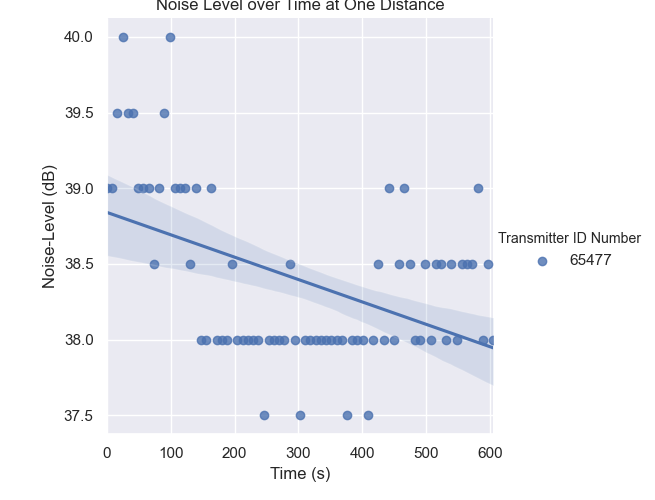 Noise Level over Time at One Distance
40.0
39.5
39.0
38.5
38.0
37.5
Noise-Level (dB)
0 100 200 300 400 500 600
Time (s)
Transmitter ID Number
65477